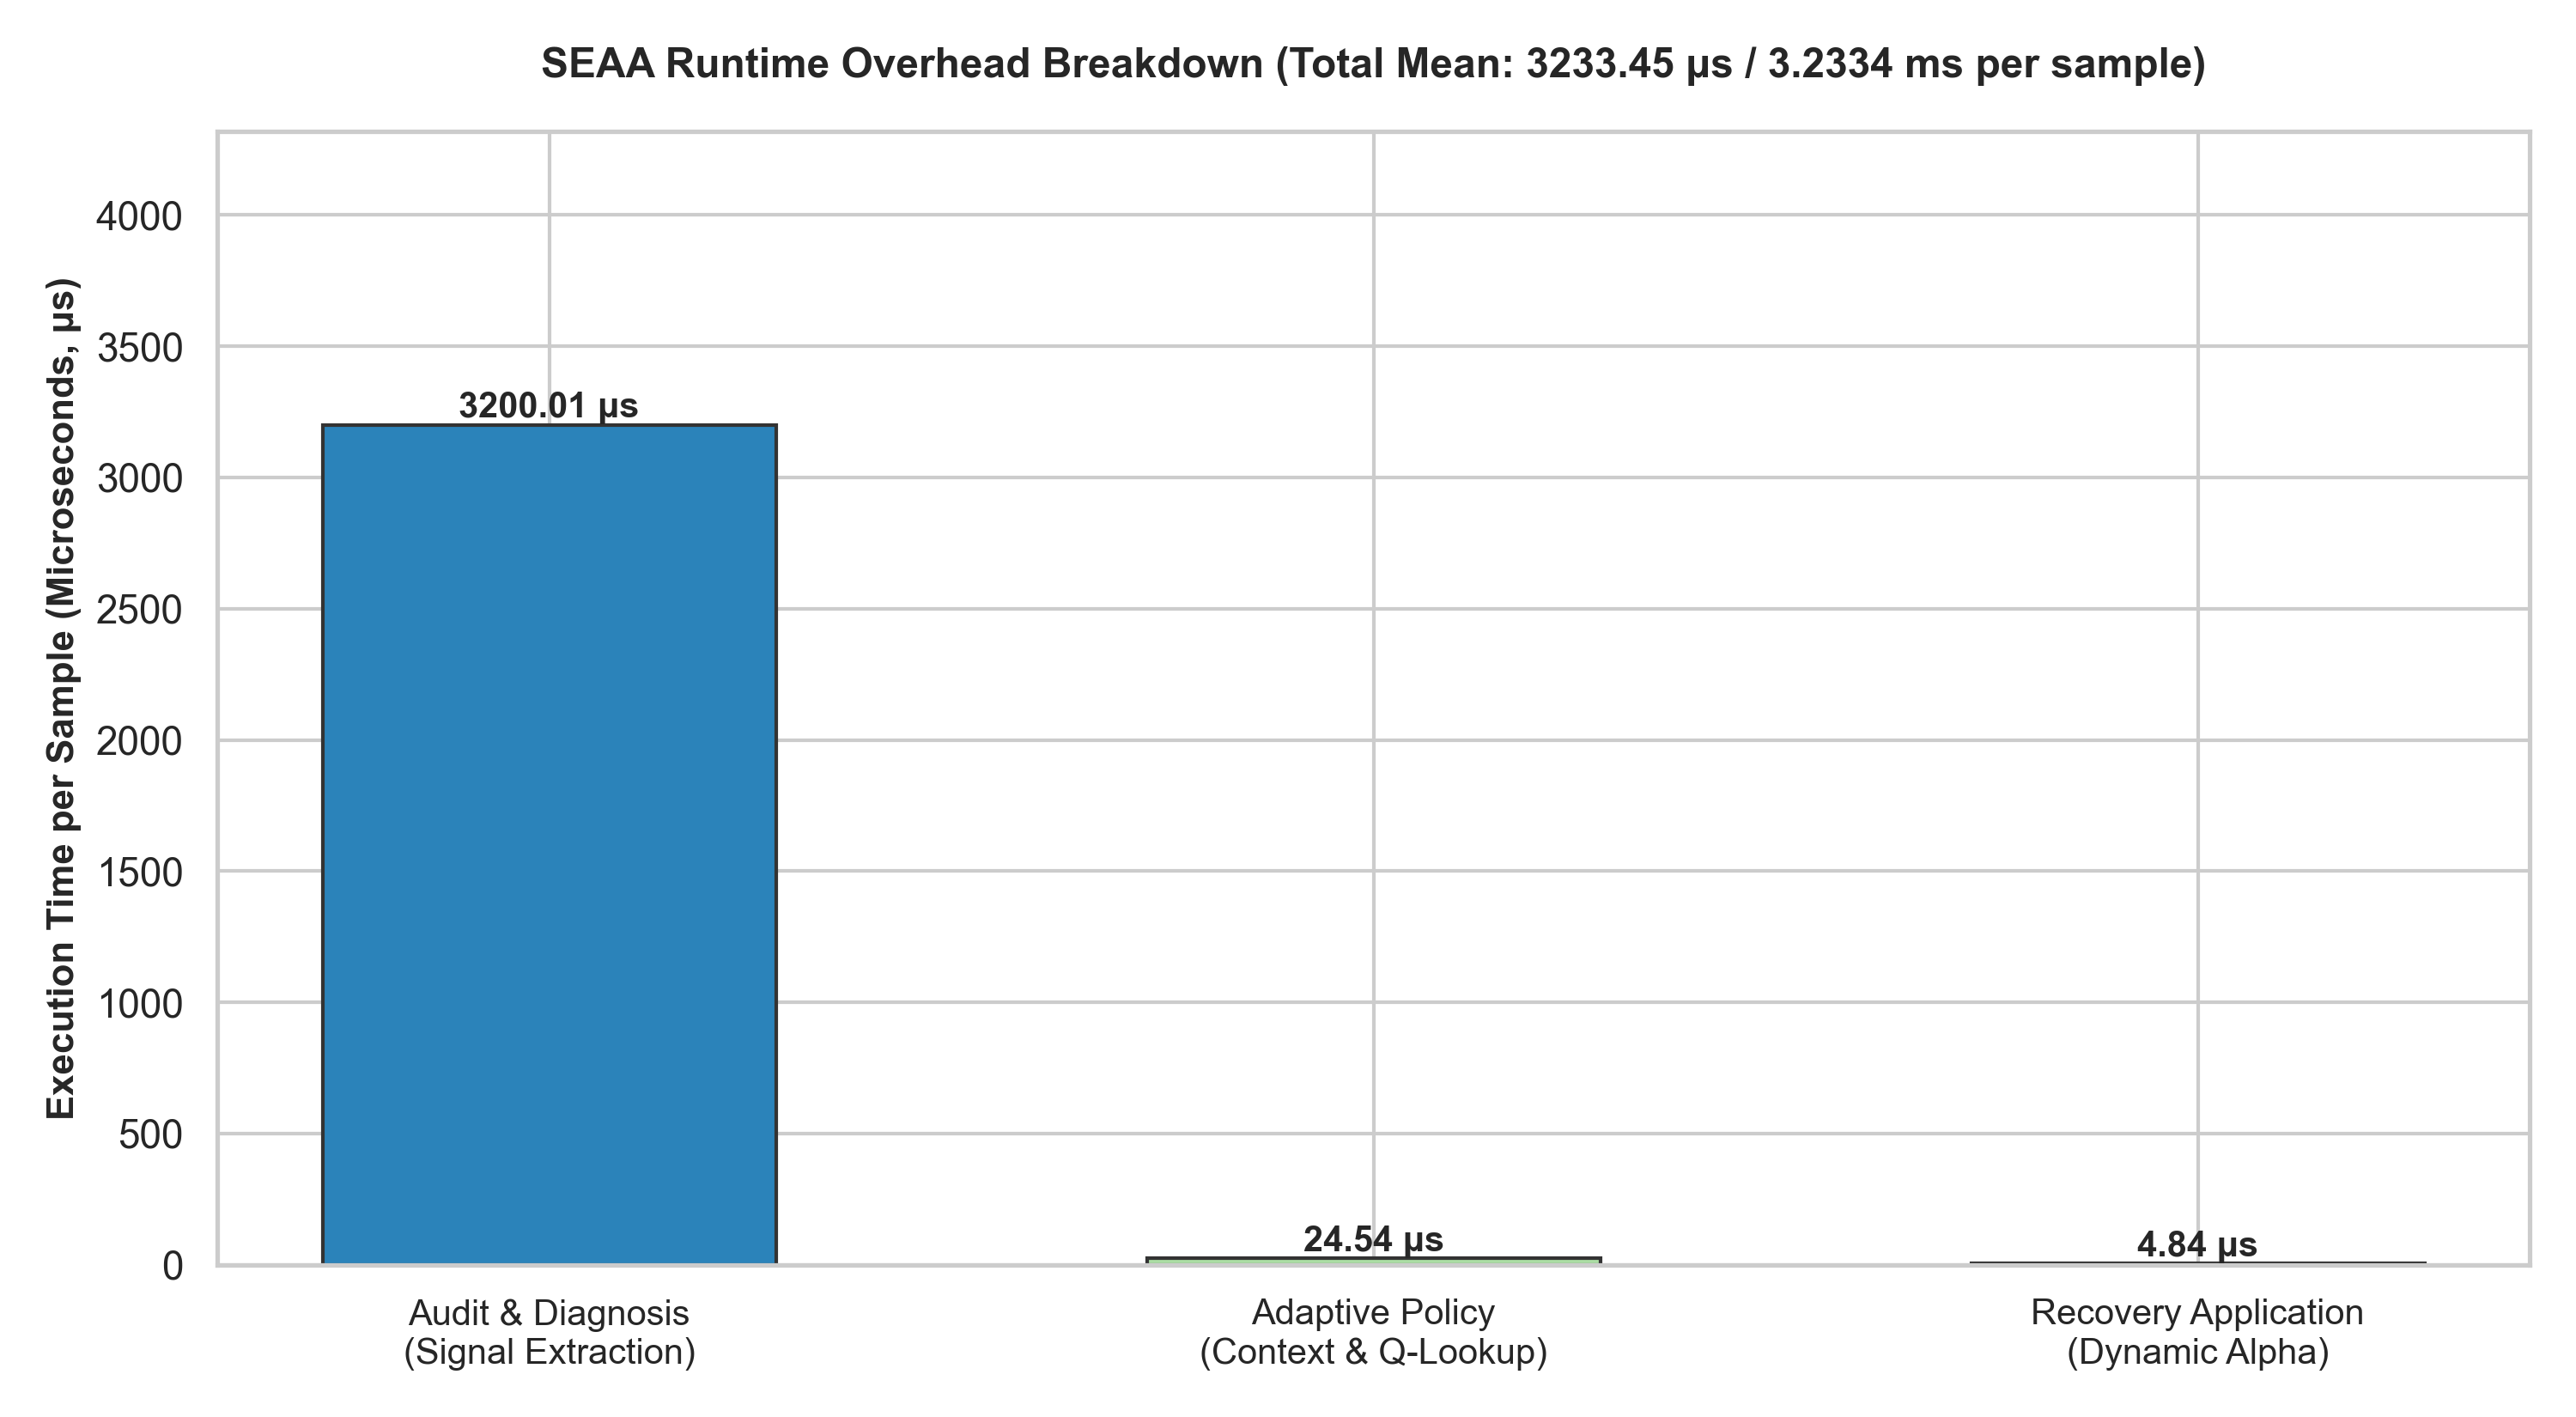 SEAA Runtime Overhead Breakdown (Total Mean: 3233.45 µs / 3.2334 ms per sample)
Execution Time per Sample (Microseconds, µs)
4000
3500
3000
2500
2000
1500
1000
500
0
3200.01 µs
24.54 µs
4.84 µs
Audit & Diagnosis
(Signal Extraction)
Adaptive Policy
(Context & Q-Lookup)
Recovery Application
(Dynamic Alpha)